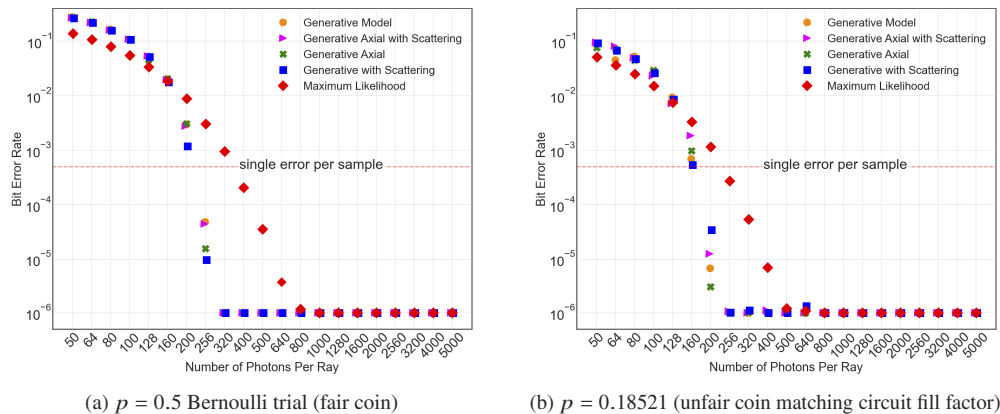 Generative Model
Generative Axial with Scattering
Generative Axial
Generative with Scattering
Maximum Likelihood
single error per sample
Bit Error Rate
10⁻¹
10⁻²
10⁻³
10⁻⁴
10⁻⁵
10⁻⁶
50 64 80 100 128 160 200 256 320 400 500 640 800 1000 1280 1600 2000 2560 3200 4000 5000
Number of Photons Per Ray
(a) p = 0.5 Bernoulli trial (fair coin)
Generative Model
Generative Axial with Scattering
Generative Axial
Generative with Scattering
Maximum Likelihood
single error per sample
Bit Error Rate
10⁻¹
10⁻²
10⁻³
10⁻⁴
10⁻⁵
10⁻⁶
50 64 80 100 128 160 200 256 320 400 500 640 800 1000 1280 1600 2000 2560 3200 4000 5000
Number of Photons Per Ray
(b) p = 0.18521 (unfair coin matching circuit fill factor)